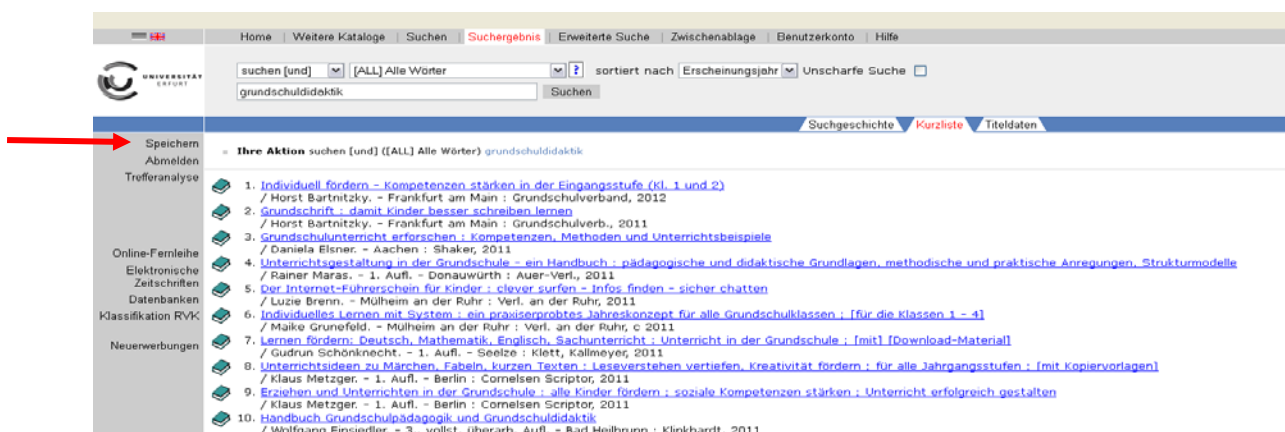 Home | Weitere Kataloge | Suchen | Suchergebnis | Erweiterte Suche | Zwischenablage | Benutzerkonto | Hilfe
UNIVERSITÄT
ERFURT
suchen [und] [ALL] Alle Wörter ? sortiert nach Erscheinungsjahr Unscharfe Suche
grundschuldidaktik Suchen
Suchgeschichte Kurzliste Titeldaten
Speichern
Abmelden
Trefferanalyse
Online-Fernleihe
Elektronische
Zeitschriften
Datenbanken
Klassifikation RVK
Neuerwerbungen
Ihre Aktion suchen [und] ([ALL] Alle Wörter) grundschuldidaktik
1. Individuell fördern - Kompetenzen stärken in der Eingangsstufe (Kl. 1 und 2)
/ Horst Bartnitzky. - Frankfurt am Main : Grundschulverband, 2012
2. Grundschrift : damit Kinder besser schreiben lernen
/ Horst Bartnitzky. - Frankfurt am Main : Grundschulverb., 2011
3. Grundschulunterricht erforschen : Kompetenzen, Methoden und Unterrichtsbeispiele
/ Daniela Elsner. - Aachen : Shaker, 2011
4. Unterrichtsgestaltung in der Grundschule - ein Handbuch : pädagogische und didaktische Grundlagen, methodische und praktische Anregungen, Strukturmodelle
/ Rainer Maras. - 1. Aufl. - Donauwürth : Auer-Verl., 2011
5. Der Internet-Führerschein für Kinder : clever surfen - Infos finden - sicher chatten
/ Luzie Brenn. - Mülheim an der Ruhr : Verl. an der Ruhr, 2011
6. Individuelles Lernen mit System : ein praxiserprobtes Jahreskonzept für alle Grundschulklassen ; [für die Klassen 1 - 4]
/ Maike Grunefeld. - Mülheim an der Ruhr : Verl. an der Ruhr, c 2011
7. Lernen fördern: Deutsch, Mathematik, Englisch, Sachunterricht : Unterricht in der Grundschule ; [mit] [Download-Material]
/ Gudrun Schönknecht. - 1. Aufl. - Seelze : Klett, Kallmeyer, 2011
8. Unterrichtsideen zu Märchen, Fabeln, kurzen Texten : Leseverstehen vertiefen, Kreativität fördern ; für alle Jahrgangsstufen ; [mit Kopiervorlagen]
/ Klaus Metzger. - 1. Aufl. - Berlin : Cornelsen Scriptor, 2011
9. Erziehen und Unterrichten in der Grundschule : alle Kinder fördern ; soziale Kompetenzen stärken ; Unterricht erfolgreich gestalten
/ Klaus Metzger. - 1. Aufl. - Berlin : Cornelsen Scriptor, 2011
10. Handbuch Grundschulpädagogik und Grundschuldidaktik
/ Wolfgang Einsiedler. - 3., vollst. überarb. Aufl. - Bad Heilbrunn : Klinkhardt, 2011